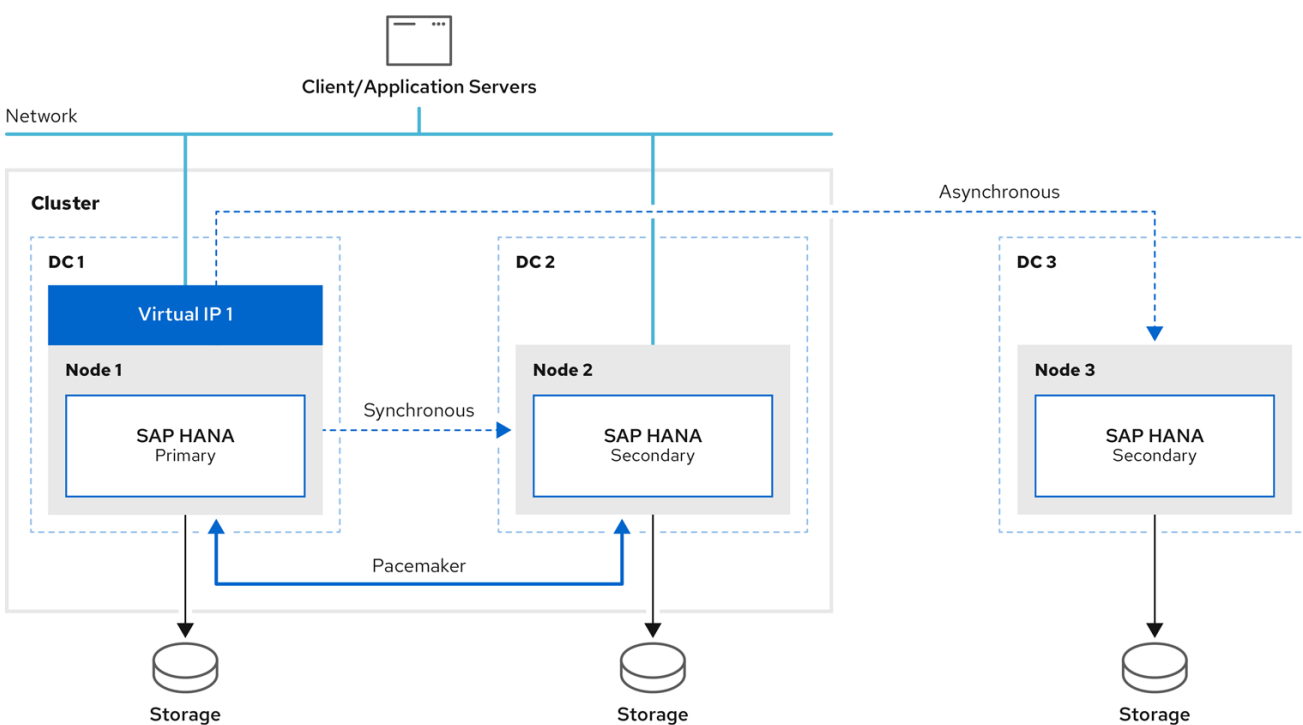 Client/Application Servers
Network
Asynchronous
Cluster
DC 1
DC 2
DC 3
Virtual IP 1
Node 1
Node 2
Node 3
Synchronous
SAP HANA
Primary
SAP HANA
Secondary
SAP HANA
Secondary
Pacemaker
Storage
Storage
Storage